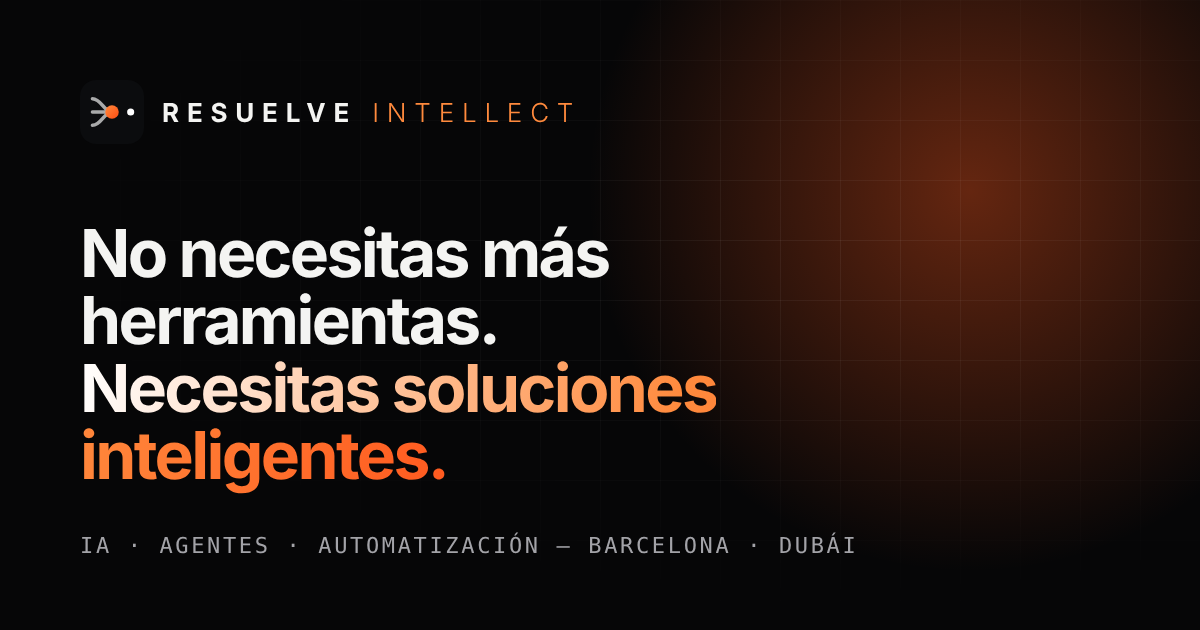 RESUELVE INTELLECT
No necesitas más
herramientas.
Necesitas soluciones
inteligentes.
IA · AGENTES · AUTOMATIZACIÓN — BARCELONA · DUBÁI